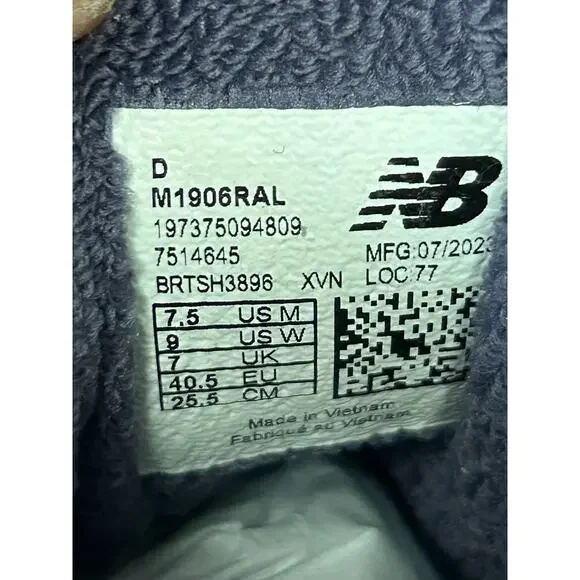 D
M1906RAL
197375094809
7514645
BRTSH3896 XVN
NB
MFG:07/2023
LOC:77
7.5 US M
9 US W
7 UK
40.5 EU
25.5 CM
Made in Vietnam
Fabriqué au Vietnam